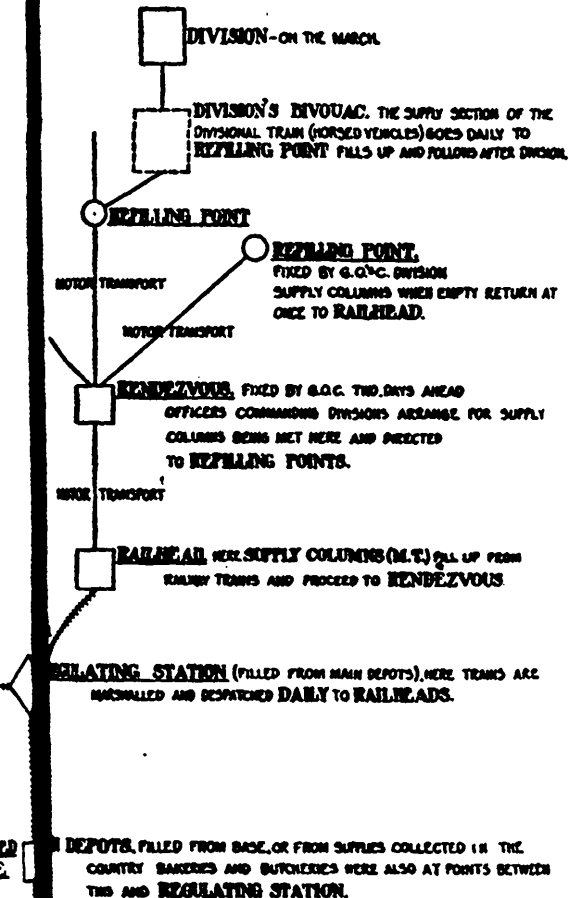 DIVISION-ON THE MARCH.
DIVISION'S BIVOUAC. THE SUPPLY SECTION OF THE
DIVISIONAL TRAIN (HORSED VEHICLES) GOES DAILY TO
REFILLING POINT FILLS UP AND FOLLOWS AFTER DIVISION.
REFILLING POINT
REFILLING POINT.
FIXED BY G.O.C. DIVISION
SUPPLY COLUMNS WHEN EMPTY RETURN AT
ONCE TO RAILHEAD.
MOTOR TRANSPORT
MOTOR TRANSPORT
RENDEZVOUS. FIXED BY G.O.C. TWO DAYS AHEAD
OFFICERS COMMANDING DIVISIONS ARRANGE FOR SUPPLY
COLUMNS BEING MET HERE AND DIRECTED
TO REFILLING POINTS.
MOTOR TRANSPORT
RAILHEAD. HERE SUPPLY COLUMNS (M.T.) FILL UP FROM
RAILWAY TRAINS AND PROCEED TO RENDEZVOUS
GULATING STATION (FILLED FROM MAIN DEPOTS), HERE TRAINS ARE
MARSHALLED AND DESPATCHED DAILY TO RAILHEADS.
DEPOTS. FILLED FROM BASE, OR FROM SUPPLIES COLLECTED IN THE
COUNTRY BAKERIES AND BUTCHERIES HERE ALSO AT POINTS BETWEEN
THIS AND REGULATING STATION.